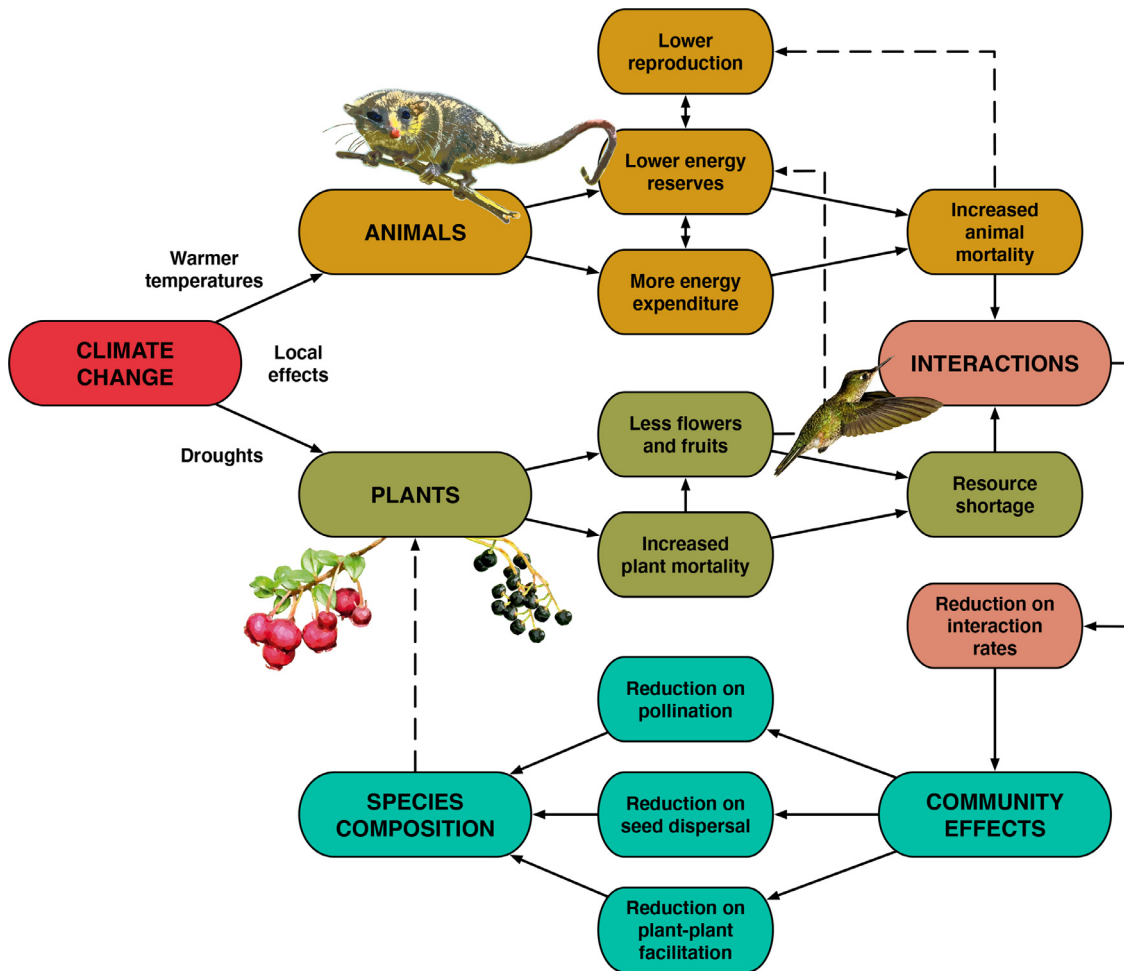 Lower
reproduction
Lower energy
reserves
ANIMALS
Increased
animal
mortality
Warmer
temperatures
More energy
expenditure
CLIMATE
CHANGE
Local
effects
INTERACTIONS
Less flowers
and fruits
Droughts
PLANTS
Resource
shortage
Increased
plant mortality
Reduction on
interaction
rates
Reduction on
pollination
SPECIES
COMPOSITION
Reduction on
seed dispersal
COMMUNITY
EFFECTS
Reduction on
plant-plant
facilitation